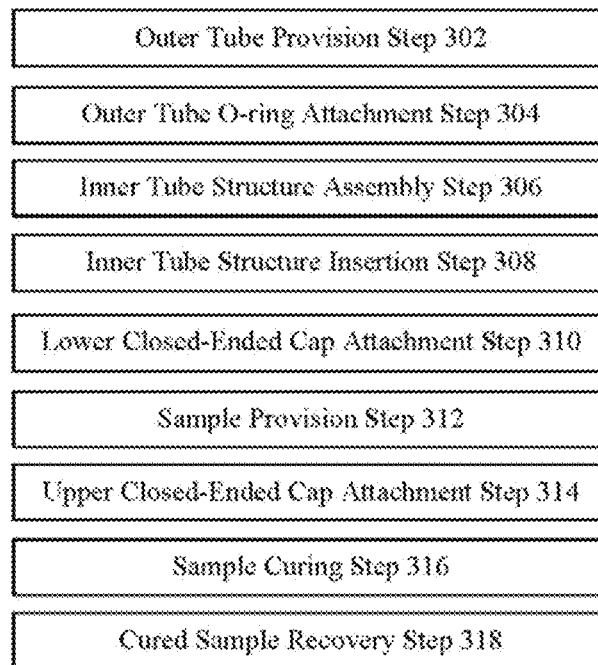 Outer Tube Provision Step 302
Outer Tube O-ring Attachment Step 304
Inner Tube Structure Assembly Step 306
Inner Tube Structure Insertion Step 308
Lower Closed-Ended Cap Attachment Step 310
Sample Provision Step 312
Upper Closed-Ended Cap Attachment Step 314
Sample Curing Step 316
Cured Sample Recovery Step 318